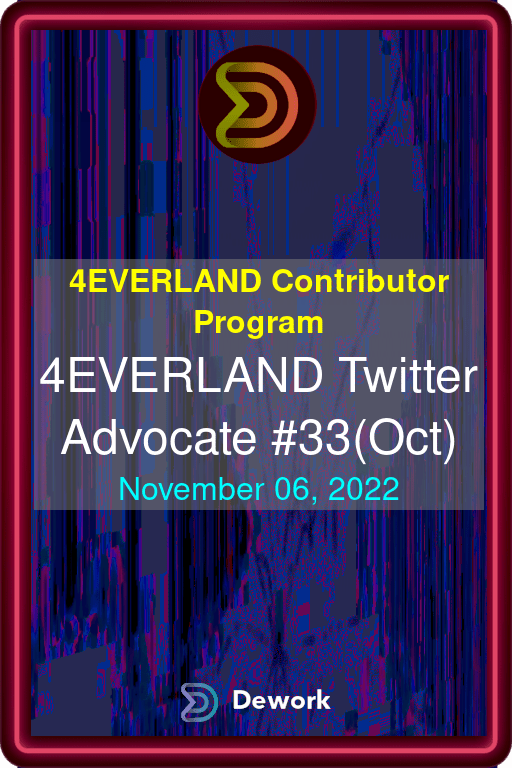 4EVERLAND Contributor
Program
4EVERLAND Twitter
Advocate #33(Oct)
November 06, 2022
Dework